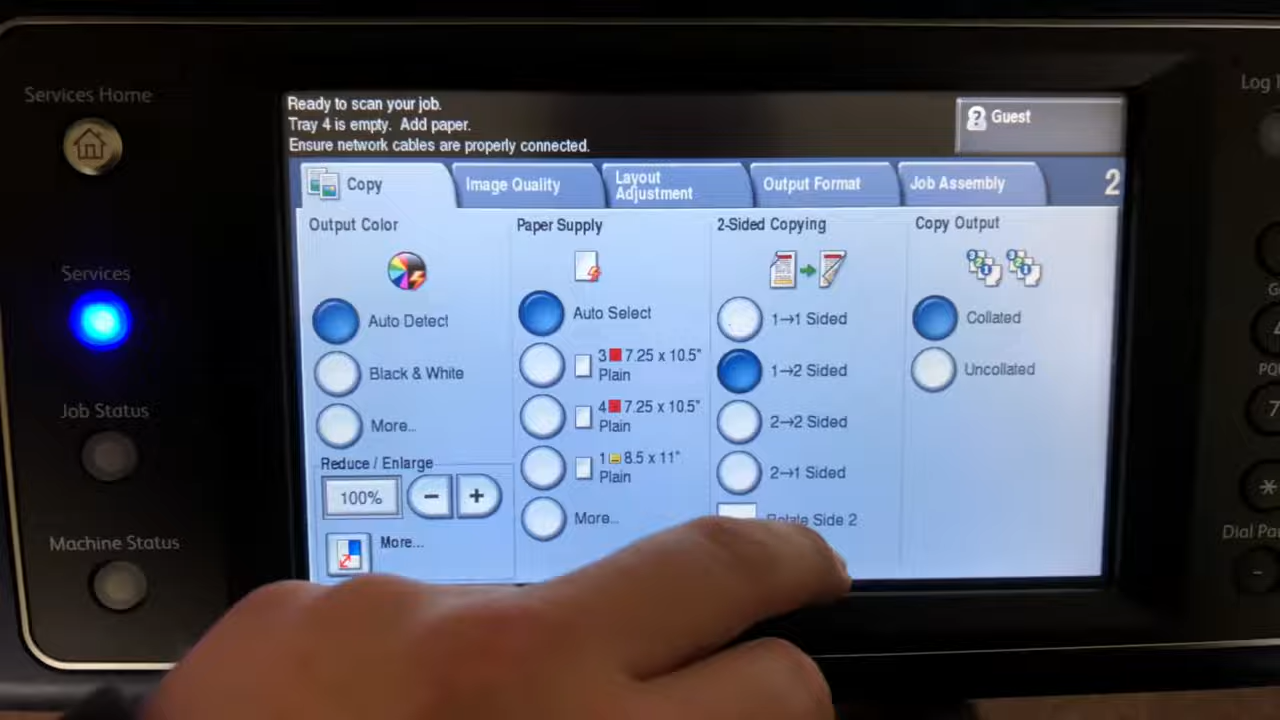 Services Home
Log
Ready to scan your job.
Tray 4 is empty. Add paper.
Ensure network cables are properly connected.
Guest
Copy
Image Quality
Layout
Adjustment
Output Format
Job Assembly
2
Output Color
Auto Detect
Black & White
More...
Reduce / Enlarge
100%
−
+
More...
Paper Supply
Auto Select
3 7.25 x 10.5"
Plain
4 7.25 x 10.5"
Plain
1 8.5 x 11"
Plain
More...
2-Sided Copying
1→1 Sided
1→2 Sided
2→2 Sided
2→1 Sided
Rotate Side 2
Copy Output
Collated
Uncollated
Services
Job Status
Machine Status
7
*
Dial
-